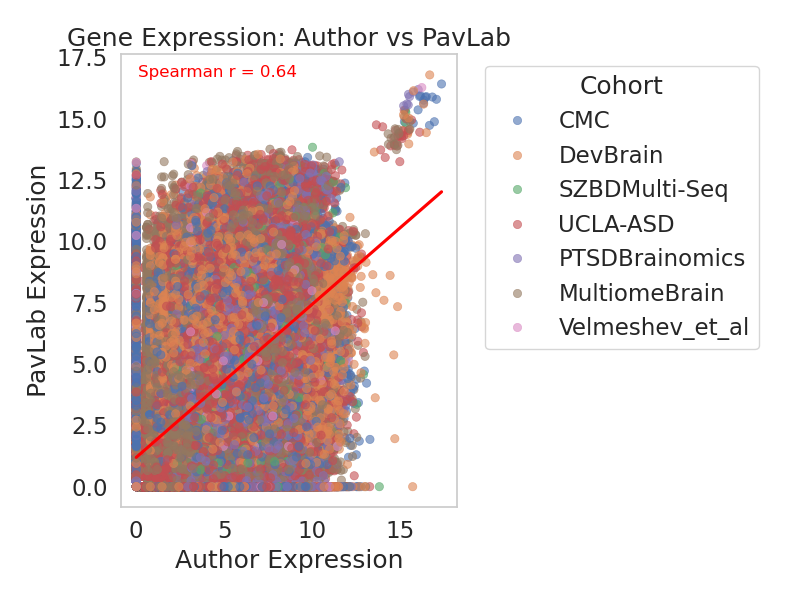 Gene Expression: Author vs PavLab
Spearman r = 0.64
17.5
15.0
12.5
10.0
7.5
5.0
2.5
0.0
PavLab Expression
0 5 10 15
Author Expression
Cohort
CMC
DevBrain
SZBDMulti-Seq
UCLA-ASD
PTSDBrainomics
MultiomeBrain
Velmeshev_et_al